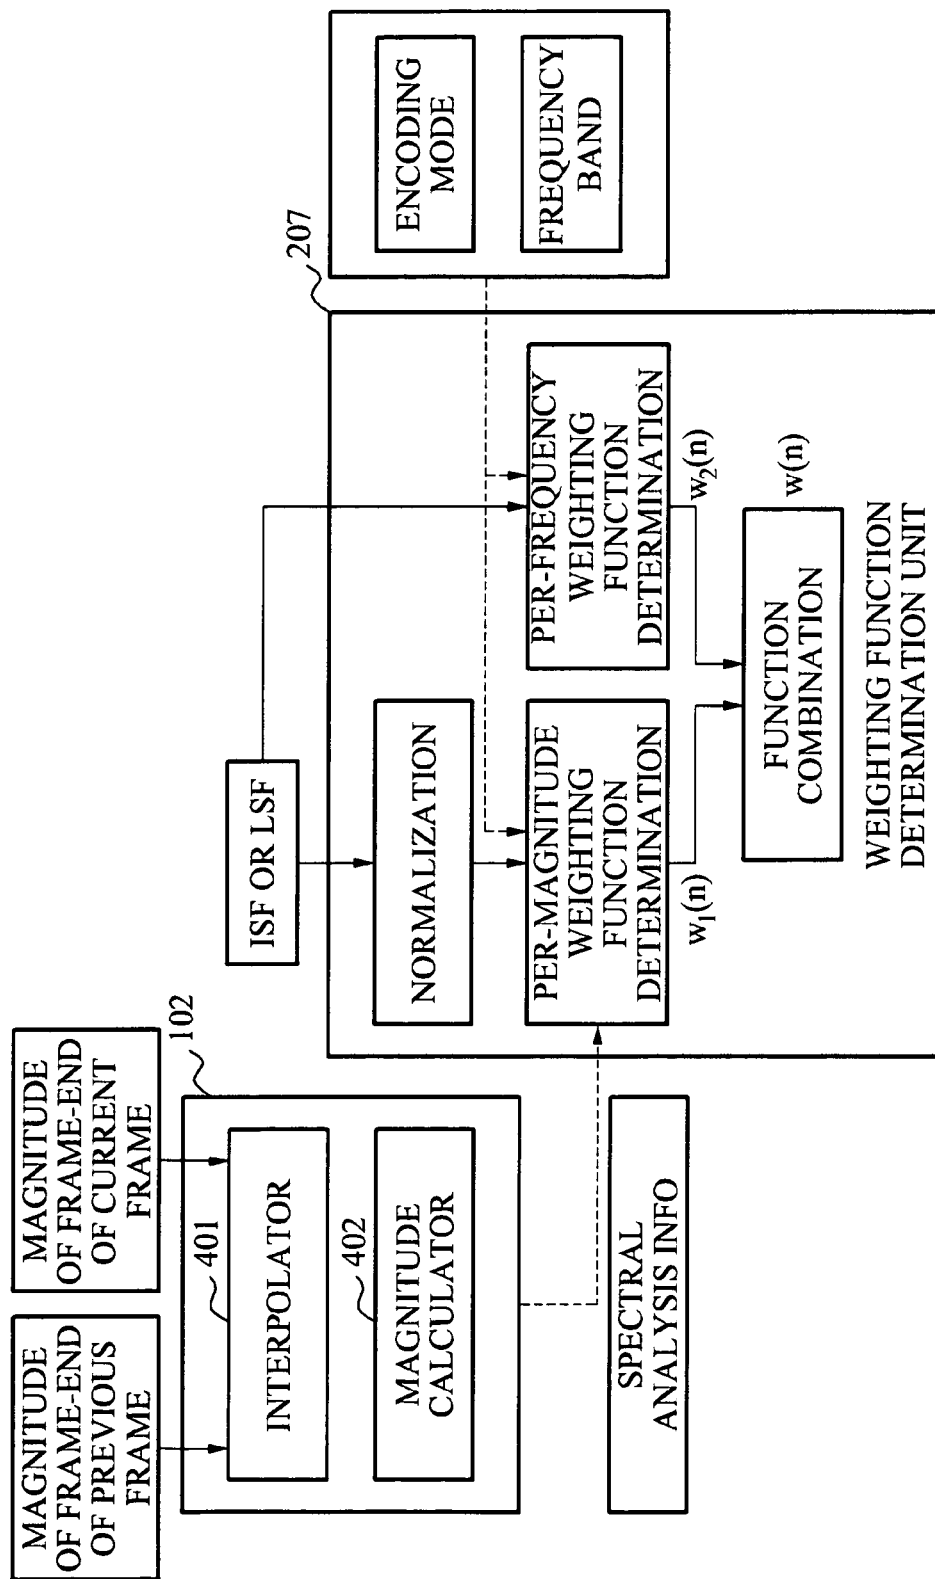 MAGNITUDE
OF FRAME-END
OF PREVIOUS
FRAME
MAGNITUDE
OF FRAME-END
OF CURRENT
FRAME
102
401
INTERPOLATOR
402
MAGNITUDE
CALCULATOR
SPECTRAL
ANALYSIS INFO
ISF OR LSF
207
NORMALIZATION
PER-MAGNITUDE
WEIGHTING
FUNCTION
DETERMINATION
w1(n)
PER-FREQUENCY
WEIGHTING
FUNCTION
DETERMINATION
w2(n)
FUNCTION
COMBINATION
w(n)
WEIGHTING FUNCTION
DETERMINATION UNIT
ENCODING
MODE
FREQUENCY
BAND